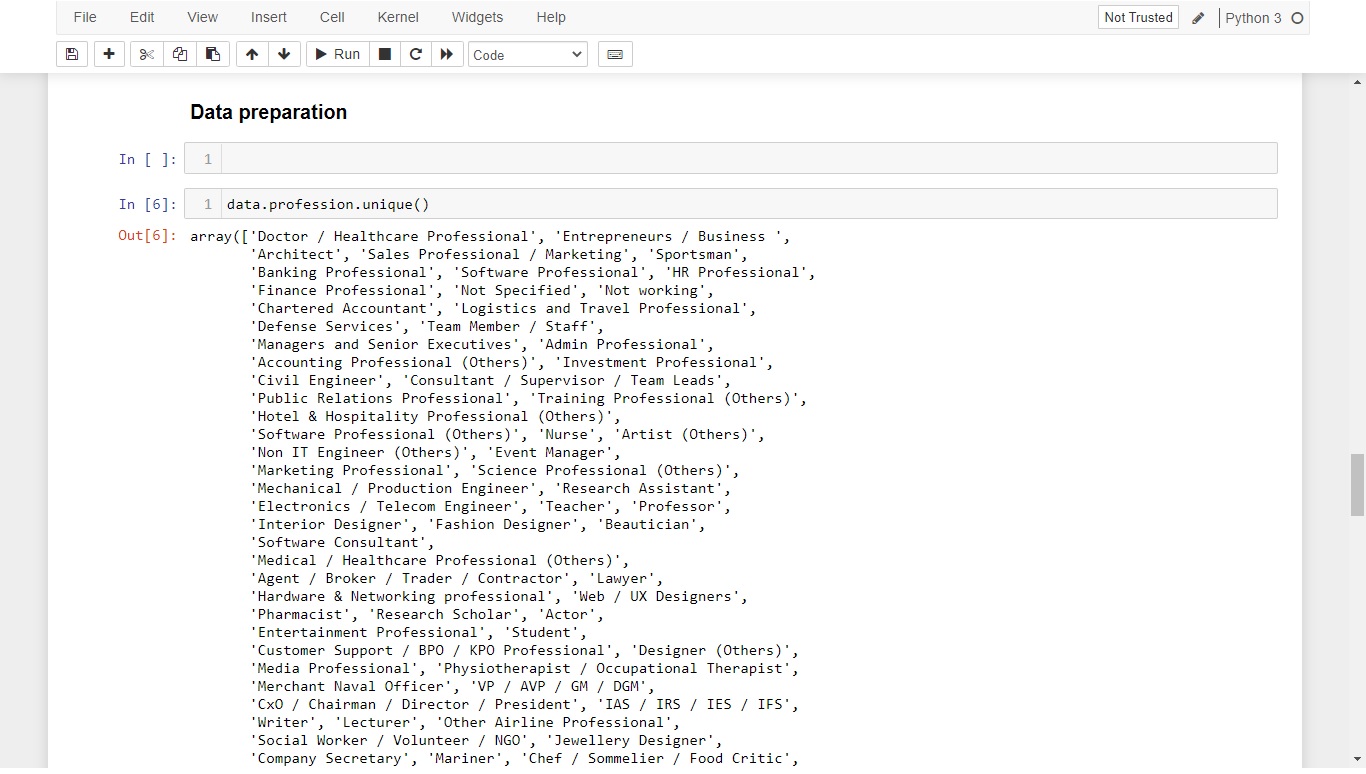 File Edit View Insert Cell Kernel Widgets Help Not Trusted Python 3
Run Code
Data preparation
In [ ]: 1
In [6]: 1 data.profession.unique()
Out[6]: array(['Doctor / Healthcare Professional', 'Entrepreneurs / Business ',
'Architect', 'Sales Professional / Marketing', 'Sportsman',
'Banking Professional', 'Software Professional', 'HR Professional',
'Finance Professional', 'Not Specified', 'Not working',
'Chartered Accountant', 'Logistics and Travel Professional',
'Defense Services', 'Team Member / Staff',
'Managers and Senior Executives', 'Admin Professional',
'Accounting Professional (Others)', 'Investment Professional',
'Civil Engineer', 'Consultant / Supervisor / Team Leads',
'Public Relations Professional', 'Training Professional (Others)',
'Hotel & Hospitality Professional (Others)',
'Software Professional (Others)', 'Nurse', 'Artist (Others)',
'Non IT Engineer (Others)', 'Event Manager',
'Marketing Professional', 'Science Professional (Others)',
'Mechanical / Production Engineer', 'Research Assistant',
'Electronics / Telecom Engineer', 'Teacher', 'Professor',
'Interior Designer', 'Fashion Designer', 'Beautician',
'Software Consultant',
'Medical / Healthcare Professional (Others)',
'Agent / Broker / Trader / Contractor', 'Lawyer',
'Hardware & Networking professional', 'Web / UX Designers',
'Pharmacist', 'Research Scholar', 'Actor',
'Entertainment Professional', 'Student',
'Customer Support / BPO / KPO Professional', 'Designer (Others)',
'Media Professional', 'Physiotherapist / Occupational Therapist',
'Merchant Naval Officer', 'VP / AVP / GM / DGM',
'CxO / Chairman / Director / President', 'IAS / IRS / IES / IFS',
'Writer', 'Lecturer', 'Other Airline Professional',
'Social Worker / Volunteer / NGO', 'Jewellery Designer',
'Company Secretary', 'Mariner', 'Chef / Sommelier / Food Critic',